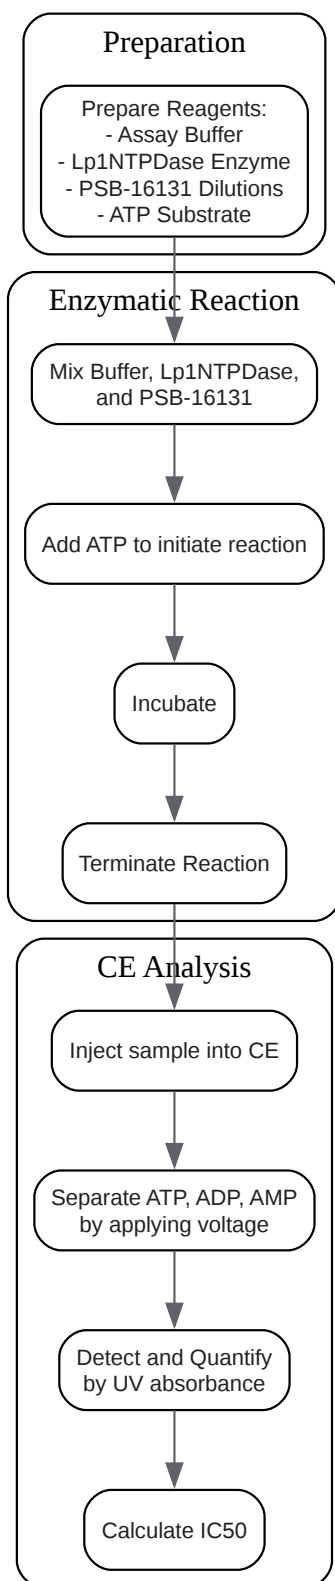 Preparation
Prepare Reagents:
- Assay Buffer
- Lp1NTPDase Enzyme
- PSB-16131 Dilutions
- ATP Substrate
Enzymatic Reaction
Mix Buffer, Lp1NTPDase,
and PSB-16131
Add ATP to initiate reaction
Incubate
Terminate Reaction
CE Analysis
Inject sample into CE
Separate ATP, ADP, AMP
by applying voltage
Detect and Quantify
by UV absorbance
Calculate IC50